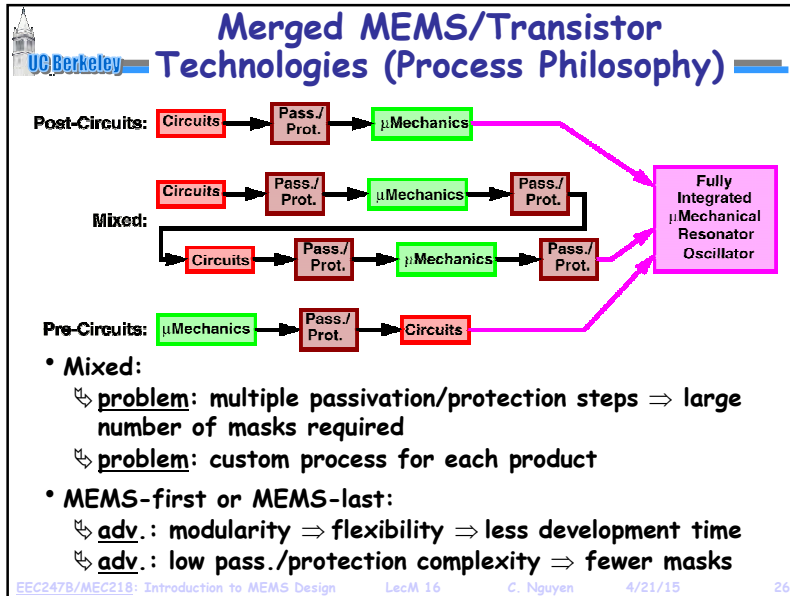 Merged MEMS/Transistor
UC Berkeley
Technologies (Process Philosophy)
Post-Circuits:
Circuits
Pass./
Prot.
μMechanics
Mixed:
Circuits
Pass./
Prot.
μMechanics
Pass./
Prot.
Circuits
Pass./
Prot.
μMechanics
Pass./
Prot.
Fully
Integrated
μMechanical
Resonator
Oscillator
Pre-Circuits:
μMechanics
Pass./
Prot.
Circuits
• Mixed:
↳ problem: multiple passivation/protection steps ⇒ large
number of masks required
↳ problem: custom process for each product
• MEMS-first or MEMS-last:
↳ adv.: modularity ⇒ flexibility ⇒ less development time
↳ adv.: low pass./protection complexity ⇒ fewer masks
EEC247B/MEC218: Introduction to MEMS Design LecM 16 C. Nguyen 4/21/15 26